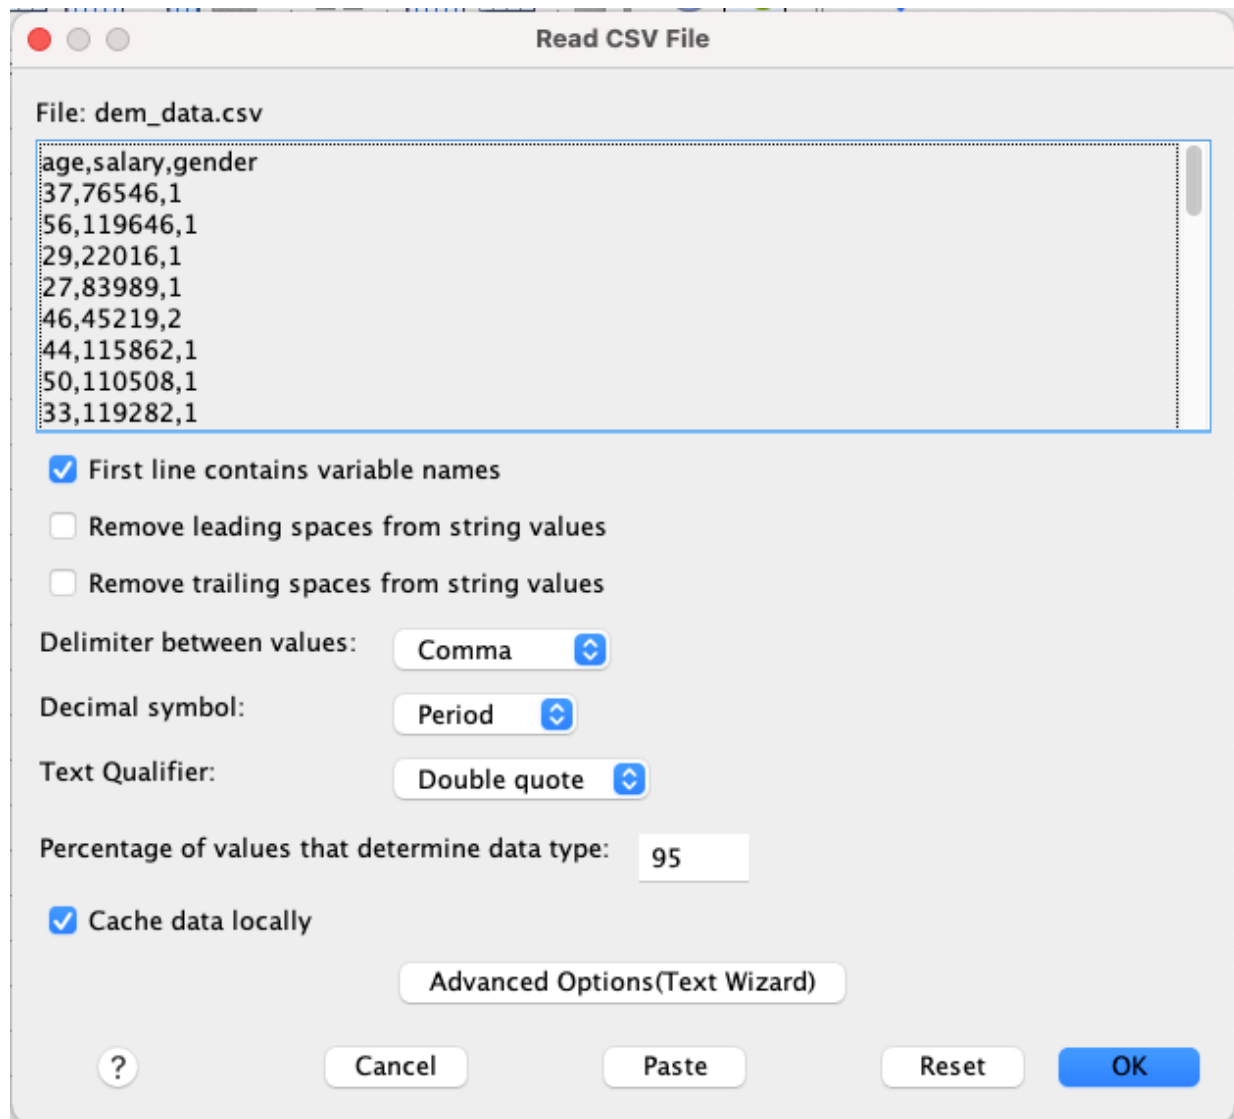 Read CSV File
File: dem_data.csv
age,salary,gender
37,76546,1
56,119646,1
29,22016,1
27,83989,1
46,45219,2
44,115862,1
50,110508,1
33,119282,1
First line contains variable names
Remove leading spaces from string values
Remove trailing spaces from string values
Delimiter between values: Comma
Decimal symbol: Period
Text Qualifier: Double quote
Percentage of values that determine data type: 95
Cache data locally
Advanced Options(Text Wizard)
? Cancel Paste Reset OK